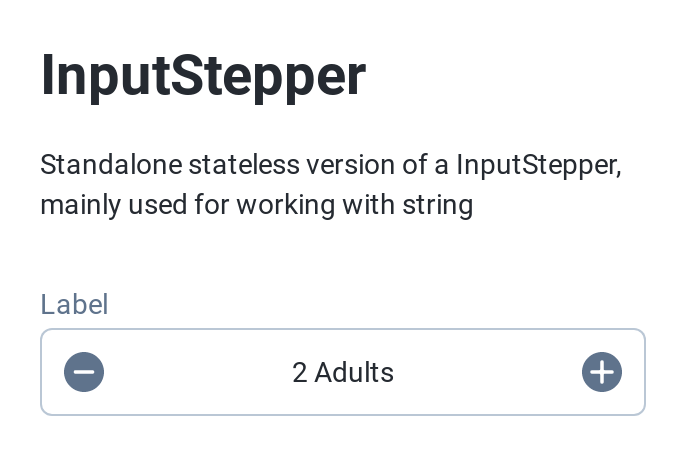 InputStepper
Standalone stateless version of a InputStepper,
mainly used for working with string
Label
2 Adults